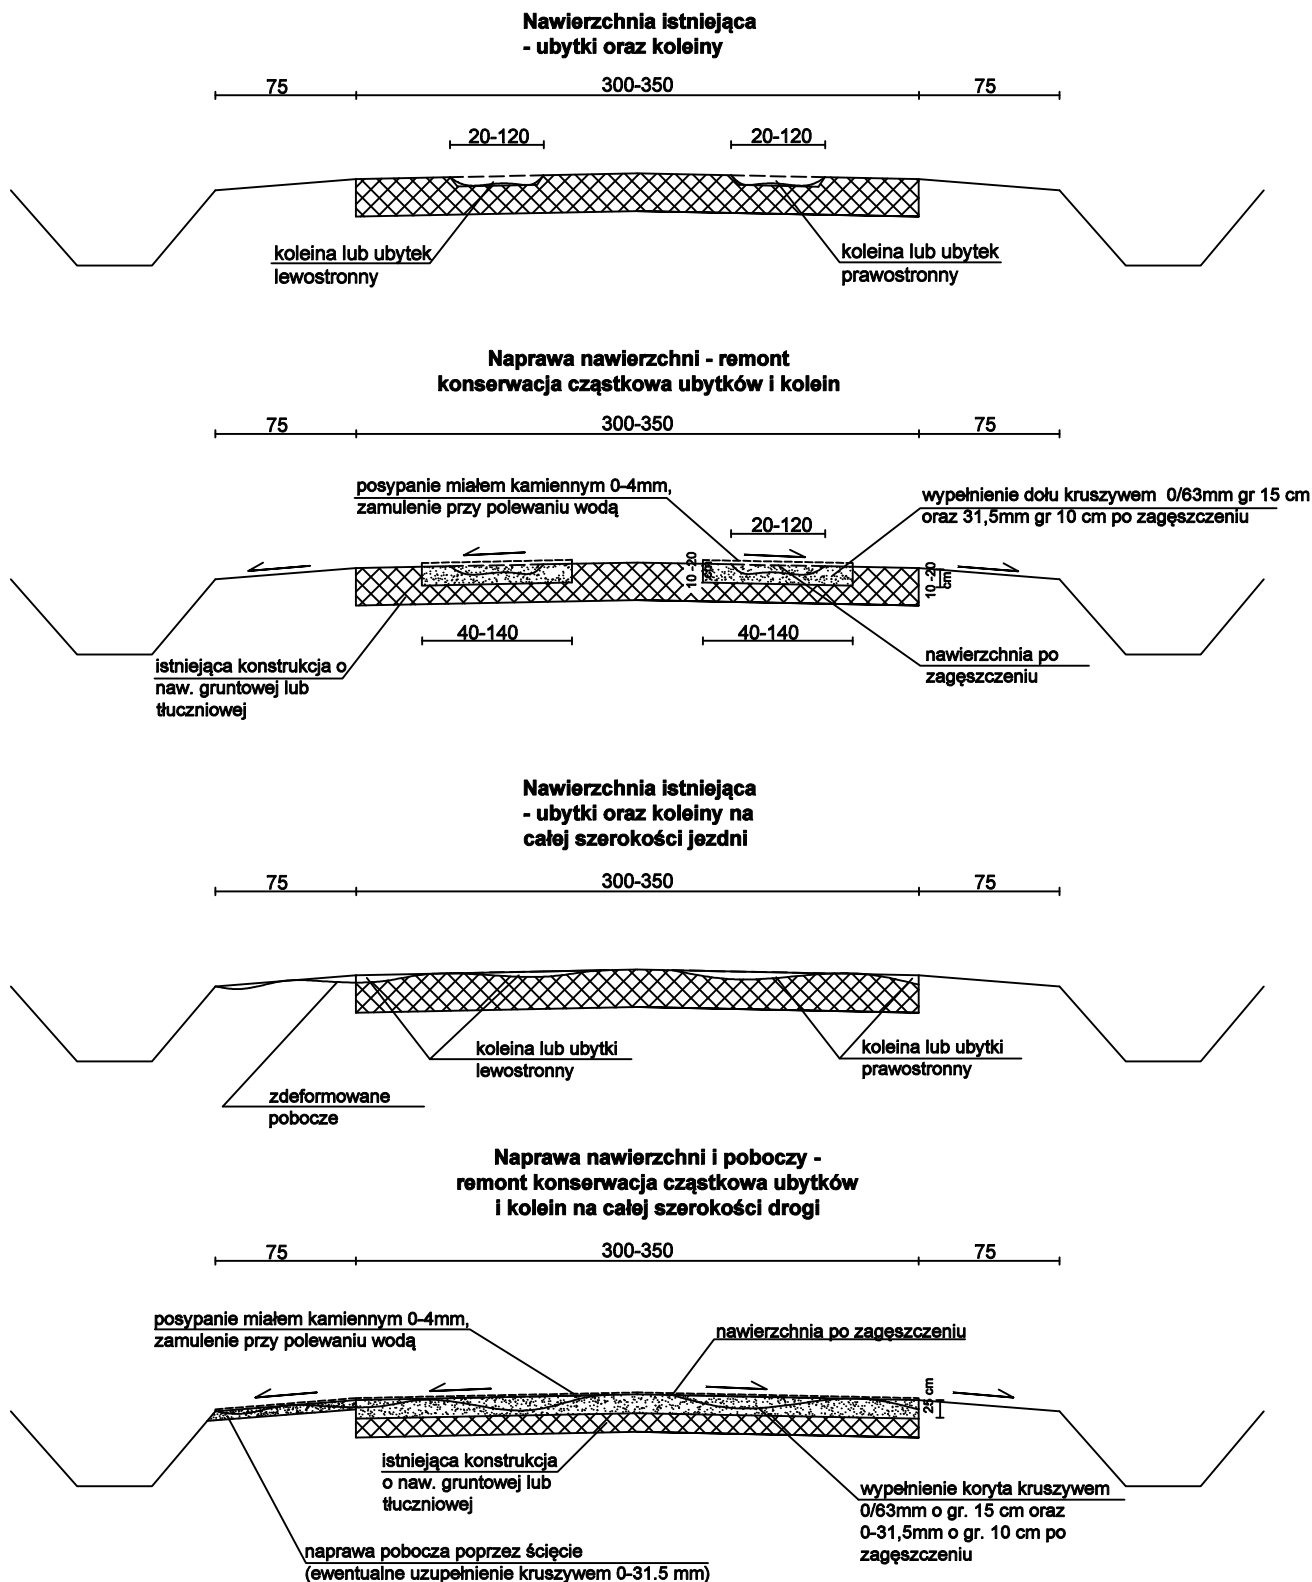 Nawierzchnia istniejąca
- ubytki oraz koleiny
75
300-350
75
20-120
20-120
koleina lub ubytek
lewostronny
koleina lub ubytek
prawostronny
Naprawa nawierzchni - remont
konserwacja cząstkowa ubytków i kolein
75
300-350
75
posypanie miałem kamiennym 0-4mm,
zamulenie przy polewaniu wodą
wypełnienie dołu kruszywem 0/63mm gr 15 cm
oraz 31,5mm gr 10 cm po zagęszczeniu
20-120
10 -20
cm
10 -20
cm
40-140
40-140
istniejąca konstrukcja o
naw. gruntowej lub
tłuczniowej
nawierzchnia po
zagęszczeniu
Nawierzchnia istniejąca
- ubytki oraz koleiny na
całej szerokości jezdni
75
300-350
75
koleina lub ubytki
lewostronny
koleina lub ubytki
prawostronny
zdeformowane
pobocze
Naprawa nawierzchni i poboczy -
remont konserwacja cząstkowa ubytków
i kolein na całej szerokości drogi
75
300-350
75
posypanie miałem kamiennym 0-4mm,
zamulenie przy polewaniu wodą
nawierzchnia po zagęszczeniu
25 cm
istniejąca konstrukcja
o naw. gruntowej lub
tłuczniowej
wypełnienie koryta kruszywem
0/63mm o gr. 15 cm oraz
0-31,5mm o gr. 10 cm po
zagęszczeniu
naprawa pobocza poprzez ścięcie
(ewentualne uzupełnienie kruszywem 0-31.5 mm)